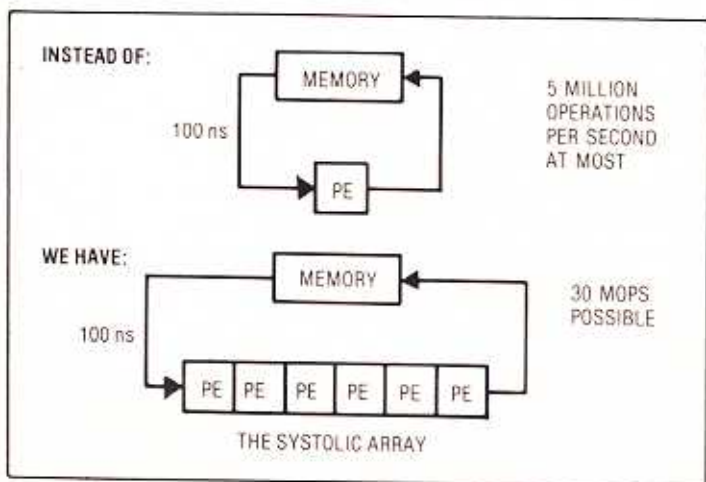 INSTEAD OF:
MEMORY
100 ns
PE
5 MILLION
OPERATIONS
PER SECOND
AT MOST
WE HAVE:
MEMORY
100 ns
30 MOPS
POSSIBLE
PE PE PE PE PE PE
THE SYSTOLIC ARRAY